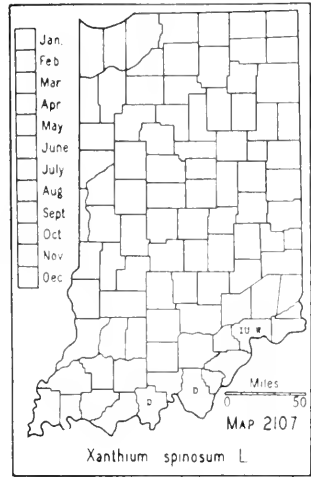 Jan.
Feb
Mar
Apr
May
June
July
Aug
Sept
Oct
Nov
Dec
IU W
D
D
Miles
0 50
MAP 2107
Xanthium spinosum L.